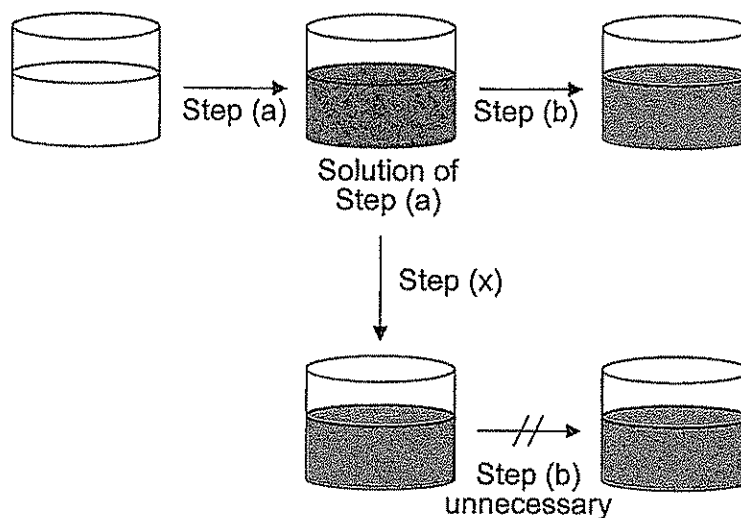 Step (a)
Step (b)
Solution of
Step (a)
Step (x)
Step (b)
unnecessary